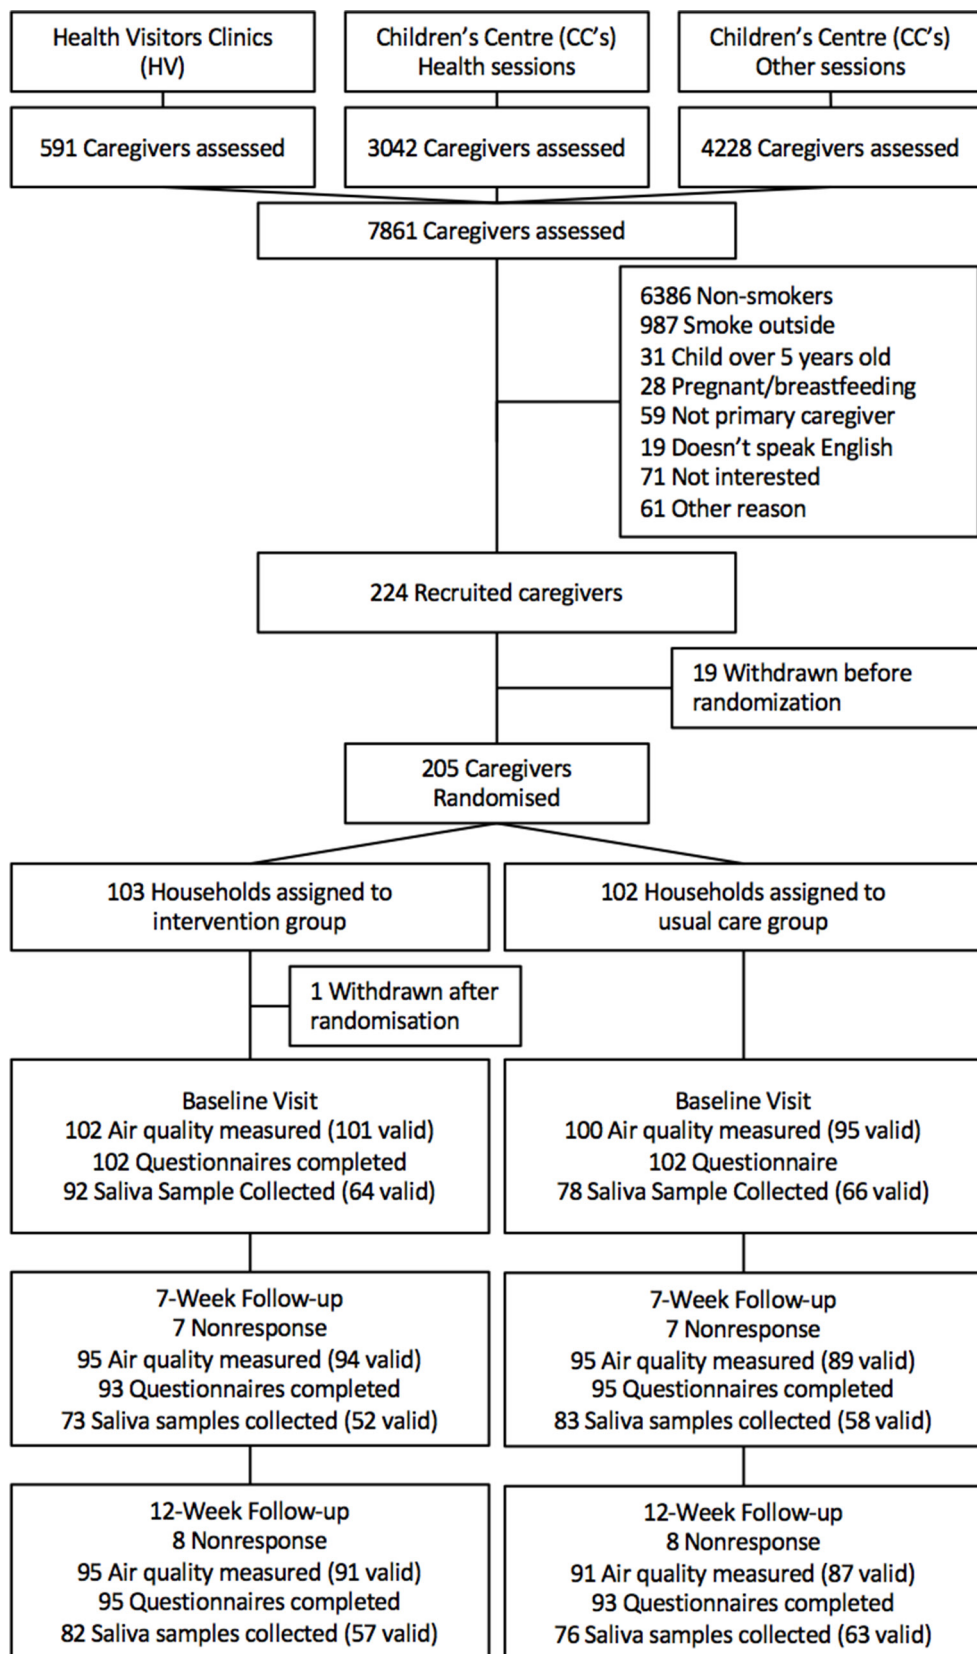 Health Visitors Clinics
(HV)
Children's Centre (CC's)
Health sessions
Children's Centre (CC's)
Other sessions
591 Caregivers assessed
3042 Caregivers assessed
4228 Caregivers assessed
7861 Caregivers assessed
6386 Non-smokers
987 Smoke outside
31 Child over 5 years old
28 Pregnant/breastfeeding
59 Not primary caregiver
19 Doesn't speak English
71 Not interested
61 Other reason
224 Recruited caregivers
19 Withdrawn before
randomization
205 Caregivers
Randomised
103 Households assigned to
intervention group
102 Households assigned to
usual care group
1 Withdrawn after
randomisation
Baseline Visit
102 Air quality measured (101 valid)
102 Questionnaires completed
92 Saliva Sample Collected (64 valid)
Baseline Visit
100 Air quality measured (95 valid)
102 Questionnaire
78 Saliva Sample Collected (66 valid)
7-Week Follow-up
7 Nonresponse
95 Air quality measured (94 valid)
93 Questionnaires completed
73 Saliva samples collected (52 valid)
7-Week Follow-up
7 Nonresponse
95 Air quality measured (89 valid)
95 Questionnaires completed
83 Saliva samples collected (58 valid)
12-Week Follow-up
8 Nonresponse
95 Air quality measured (91 valid)
95 Questionnaires completed
82 Saliva samples collected (57 valid)
12-Week Follow-up
8 Nonresponse
91 Air quality measured (87 valid)
93 Questionnaires completed
76 Saliva samples collected (63 valid)